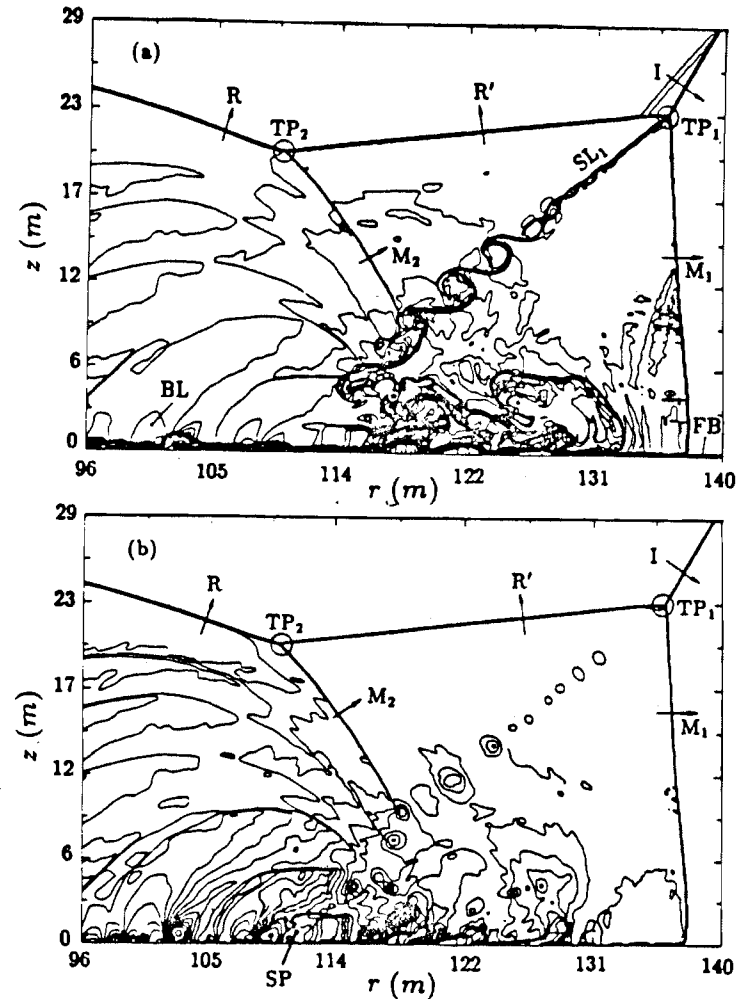 29
(a)
I
R
R'
23
TP₂
TP₁
SL₁
17
z (m)
M₂
M₁
12
6
BL
FB
0
96 105 114 122 131 140
r (m)
29
(b)
I
R
R'
23
TP₂
TP₁
17
z (m)
M₂
M₁
12
6
0
96 105 114 122 131 140
SP
r (m)